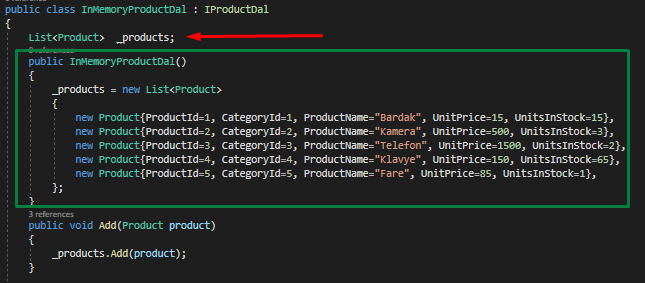 public class InMemoryProductDal : IProductDal
{
List<Product> _products;
0 references
public InMemoryProductDal()
{
_products = new List<Product>
{
new Product{ProductId=1, CategoryId=1, ProductName="Bardak", UnitPrice=15, UnitsInStock=15},
new Product{ProductId=2, CategoryId=2, ProductName="Kamera", UnitPrice=500, UnitsInStock=3},
new Product{ProductId=3, CategoryId=3, ProductName="Telefon", UnitPrice=1500, UnitsInStock=2},
new Product{ProductId=4, CategoryId=4, ProductName="Klavye", UnitPrice=150, UnitsInStock=65},
new Product{ProductId=5, CategoryId=5, ProductName="Fare", UnitPrice=85, UnitsInStock=1},
};
}
3 references
public void Add(Product product)
{
_products.Add(product);
}